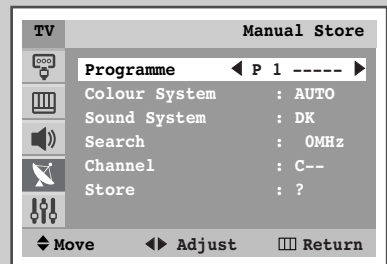 TV Manual Store
Programme ◀ P 1 ----- ▶
Colour System : AUTO
Sound System : DK
Search : 0MHz
Channel : C--
Store : ?
Move Adjust Return